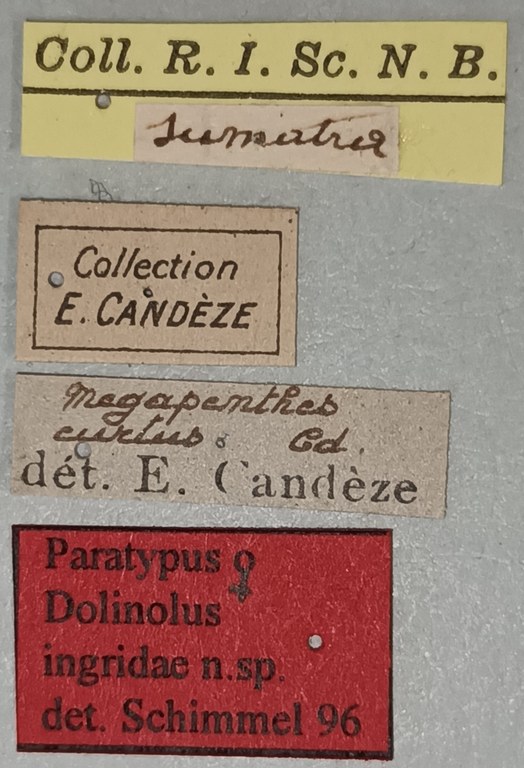 Coll. R. I. Sc. N. B.
Sumatra
Collection
E. CANDÈZE
Megapenthes
curtus. Cd.
dét. E. Candèze
Paratypus ♀
Dolinolus
ingridae n.sp.
det. Schimmel 96